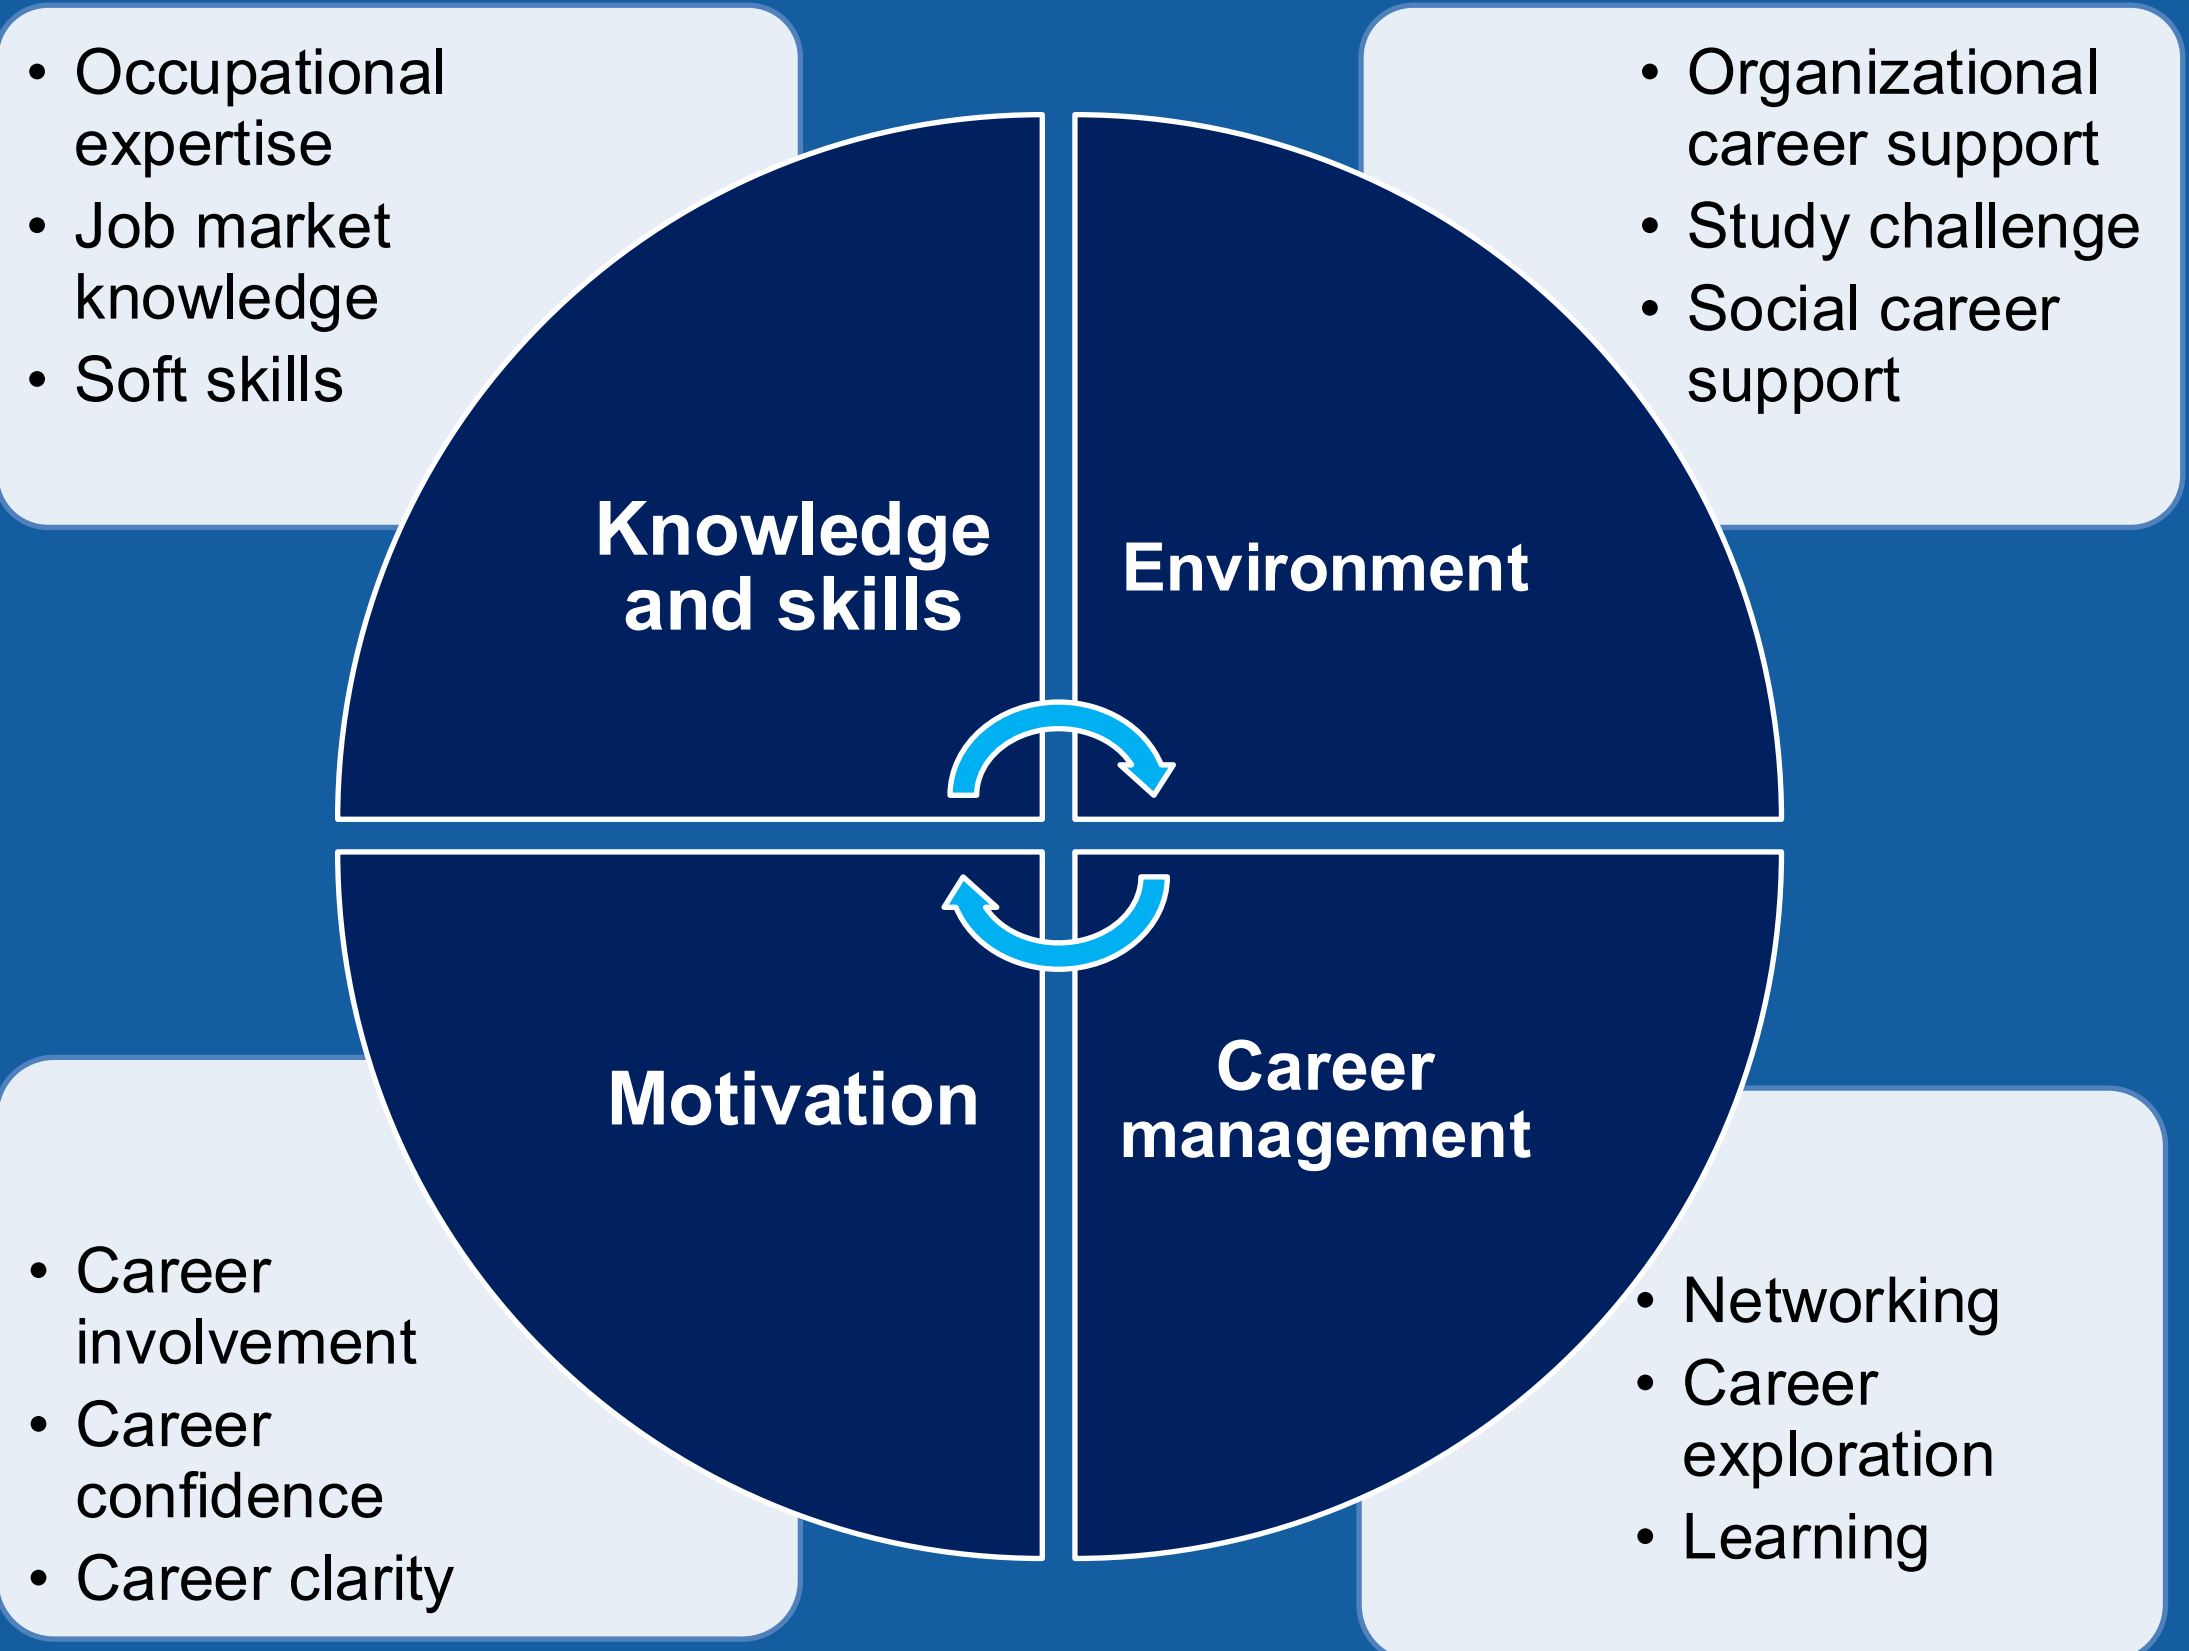 • Occupational
expertise
• Job market
knowledge
• Soft skills
• Organizational
career support
• Study challenge
• Social career
support
Knowledge
and skills
Environment
Motivation
Career
management
• Career
involvement
• Career
confidence
• Career clarity
• Networking
• Career
exploration
• Learning